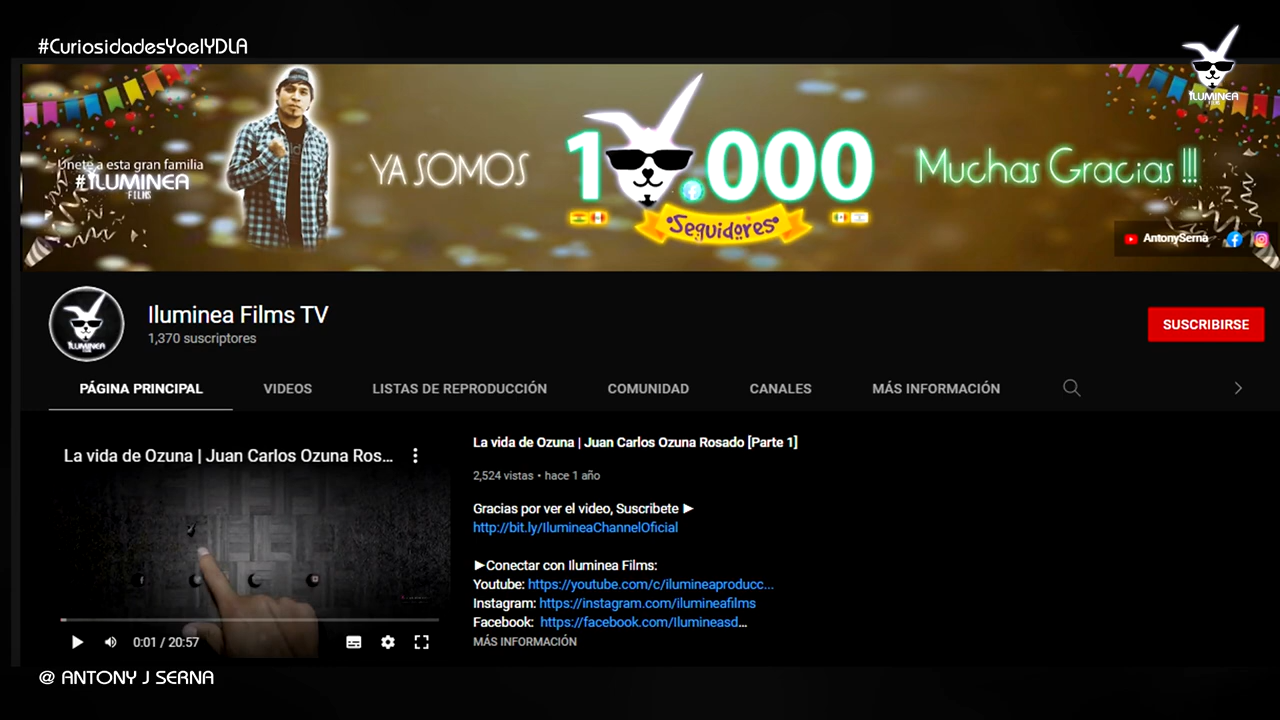 #CuriosidadesYoelYDLA
ILUMINEA
FILMS
Únete a esta gran familia
#ILUMINEA
FILMS
YA SOMOS
1 000
Seguidores
Muchas Gracias !!!
AntonySerna
Iluminea Films TV
1,370 suscriptores
SUSCRIBIRSE
PÁGINA PRINCIPAL
VIDEOS
LISTAS DE REPRODUCCIÓN
COMUNIDAD
CANALES
MÁS INFORMACIÓN
La vida de Ozuna | Juan Carlos Ozuna Ros...
0:01 / 20:57
La vida de Ozuna | Juan Carlos Ozuna Rosado [Parte 1]
2,524 vistas • hace 1 año
Gracias por ver el video, Suscribete ▶
http://bit.ly/IlumineaChannelOficial
▶Conectar con Iluminea Films:
Youtube: https://youtube.com/c/ilumineaproducc...
Instagram: https://instagram.com/ilumineafilms
Facebook: https://facebook.com/Ilumineasd...
MÁS INFORMACIÓN
@ ANTONY J SERNA